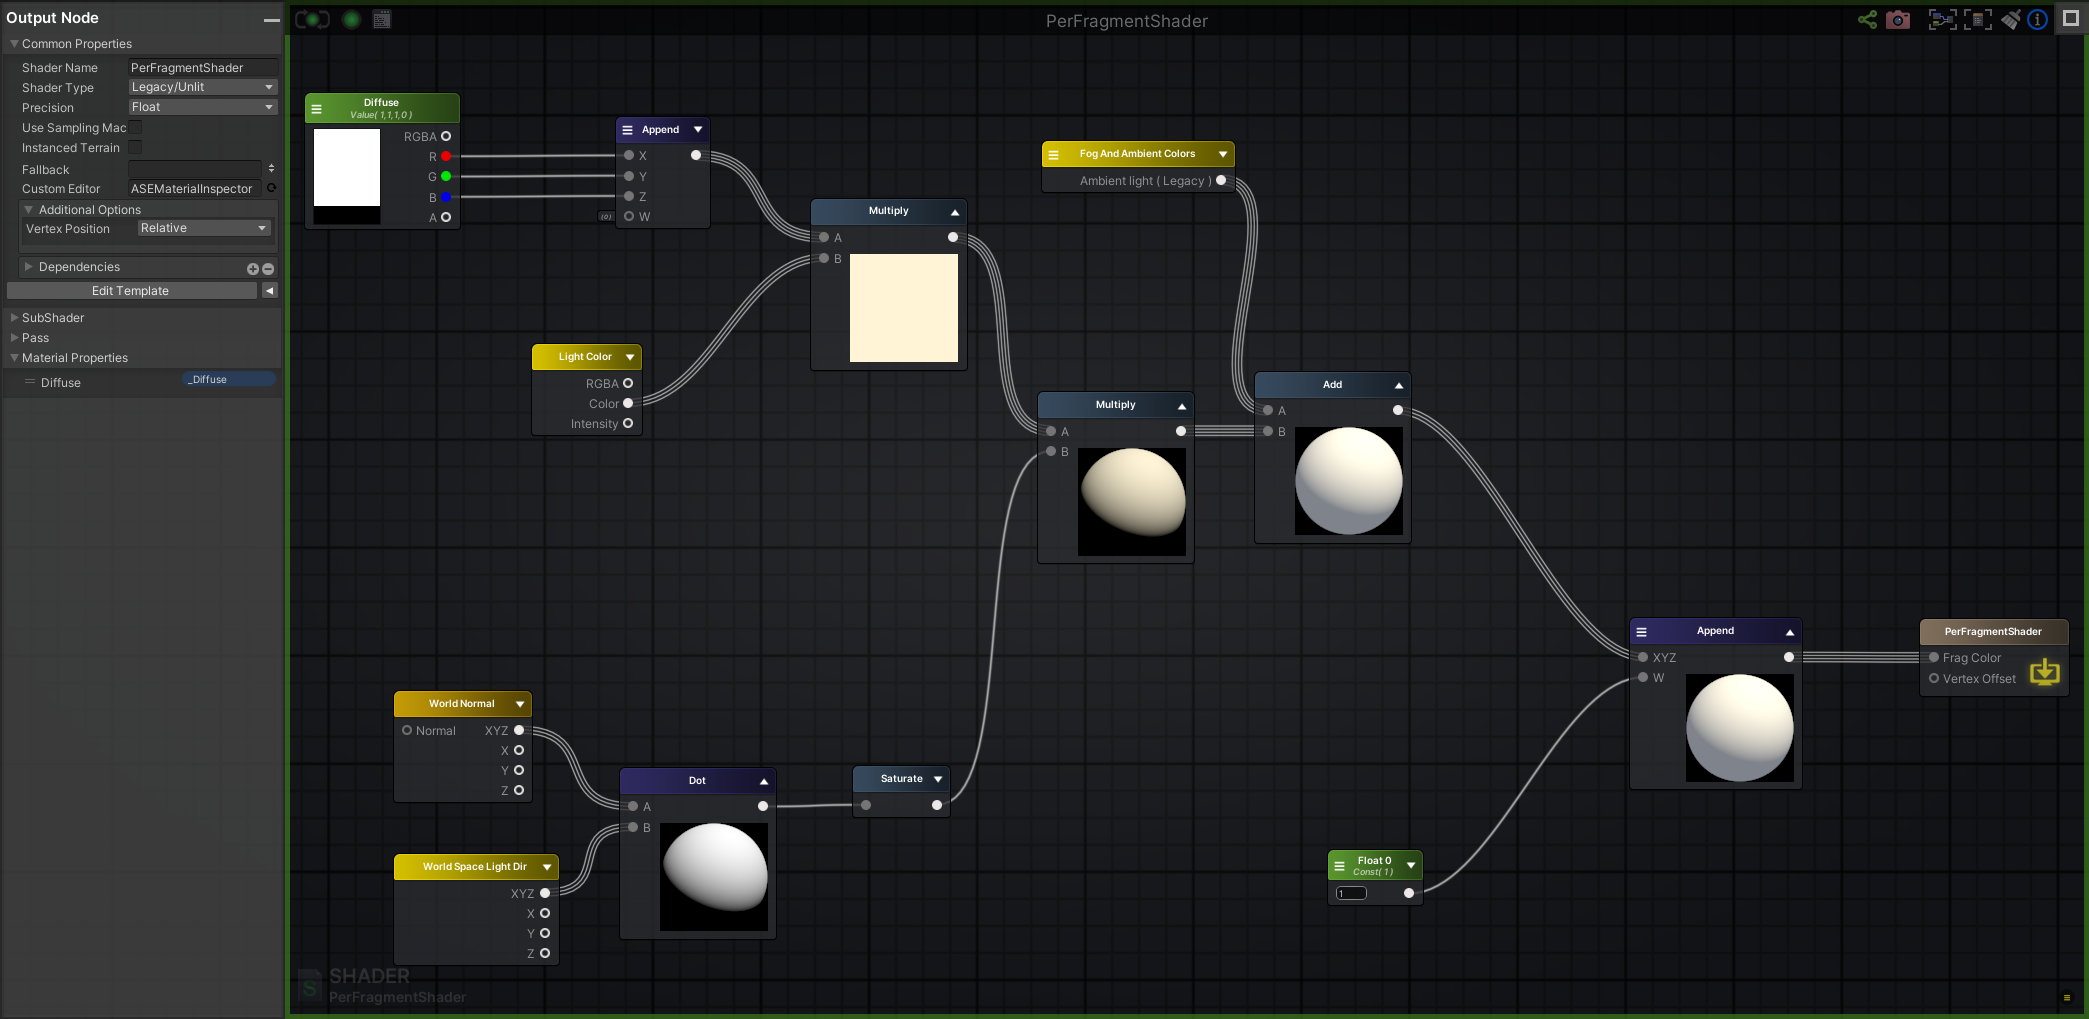 Output Node
Common Properties
Shader Name PerFragmentShader
Shader Type Legacy/Unlit
Precision Float
Use Sampling Mac
Instanced Terrain
Fallback
Custom Editor ASEMaterialInspector
Additional Options
Vertex Position Relative
Dependencies
Edit Template
SubShader
Pass
Material Properties
Diffuse _Diffuse
PerFragmentShader
Diffuse
Value( 1,1,1,0 )
RGBA
R
G
B
A
Append
X
Y
Z
(0) W
Light Color
RGBA
Color
Intensity
Multiply
A
B
Fog And Ambient Colors
Ambient light ( Legacy )
Multiply
A
B
Add
A
B
World Normal
Normal XYZ
X
Y
Z
World Space Light Dir
XYZ
X
Y
Z
Dot
A
B
Saturate
Float 0
Const( 1 )
1
Append
XYZ
W
PerFragmentShader
Frag Color
Vertex Offset
S
SHADER
PerFragmentShader